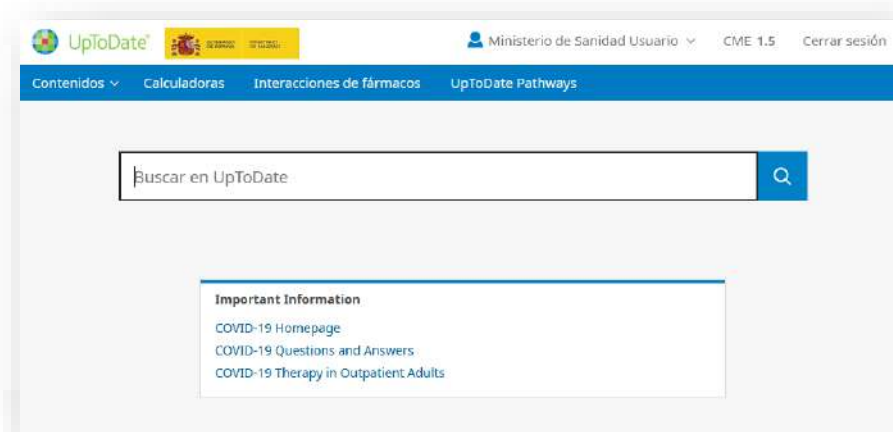 UpToDate®
Ministerio de Sanidad Usuario
CME 1.5
Cerrar sesión
Contenidos
Calculadoras
Interacciones de fármacos
UpToDate Pathways
Buscar en UpToDate
Important Information
COVID-19 Homepage
COVID-19 Questions and Answers
COVID-19 Therapy in Outpatient Adults